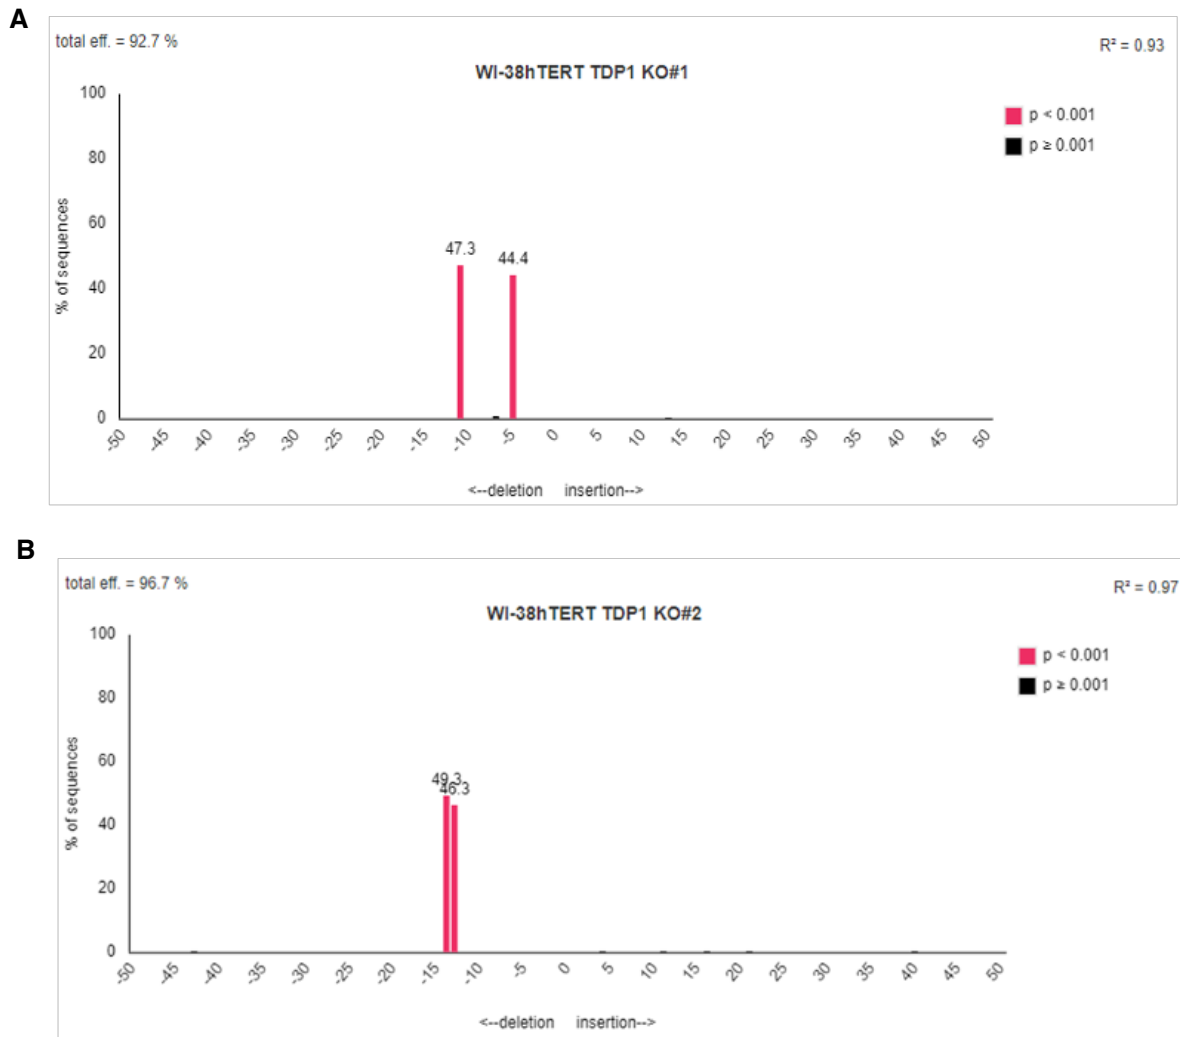 A
total eff. = 92.7 %
R² = 0.93
WI-38hTERT TDP1 KO#1
100
80
60
40
20
0
% of sequences
p < 0.001
p ≥ 0.001
47.3
44.4
-50 -45 -40 -35 -30 -25 -20 -15 -10 -5 0 5 10 15 20 25 30 35 40 45 50
<--deletion insertion-->
B
total eff. = 96.7 %
R² = 0.97
WI-38hTERT TDP1 KO#2
100
80
60
40
20
0
% of sequences
p < 0.001
p ≥ 0.001
49.3
46.3
-50 -45 -40 -35 -30 -25 -20 -15 -10 -5 0 5 10 15 20 25 30 35 40 45 50
<--deletion insertion-->